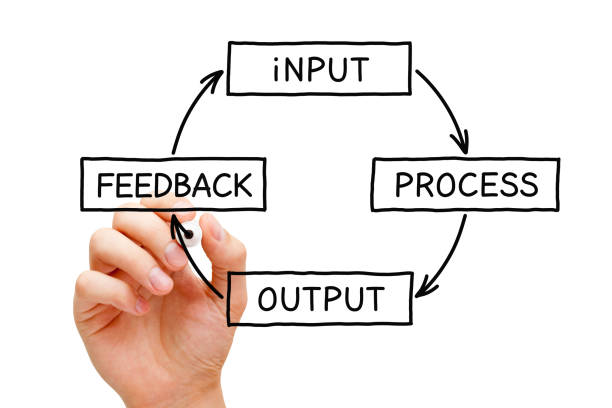 iNPUT
PROCESS
OUTPUT
FEEDBACK